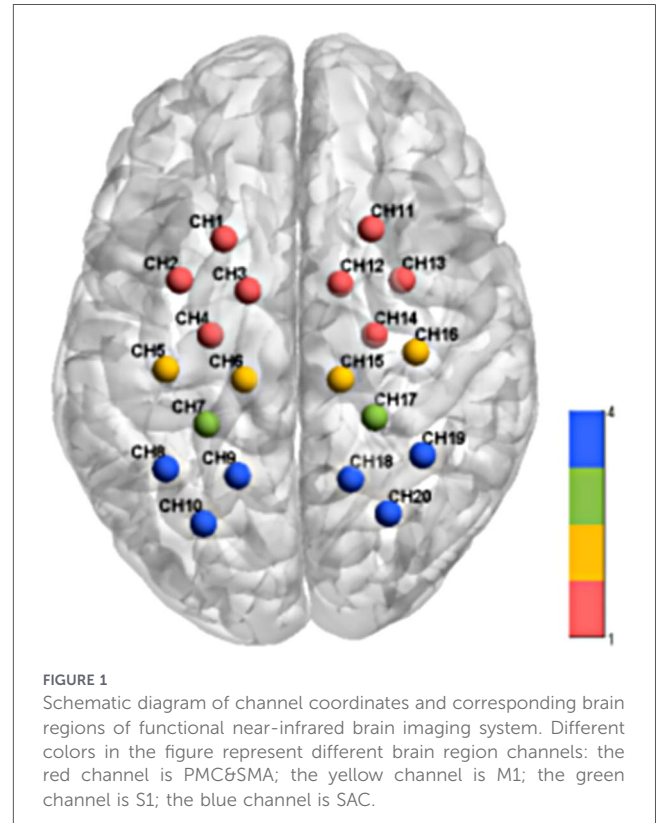 CH1
CH11
CH2
CH3
CH12
CH13
CH4
CH14
CH16
CH5
CH6
CH15
CH7
CH17
CH8
CH9
CH18
CH19
CH10
CH20
4
1
FIGURE 1
Schematic diagram of channel coordinates and corresponding brain
regions of functional near-infrared brain imaging system. Different
colors in the figure represent different brain region channels: the
red channel is PMC&SMA; the yellow channel is M1; the green
channel is S1; the blue channel is SAC.